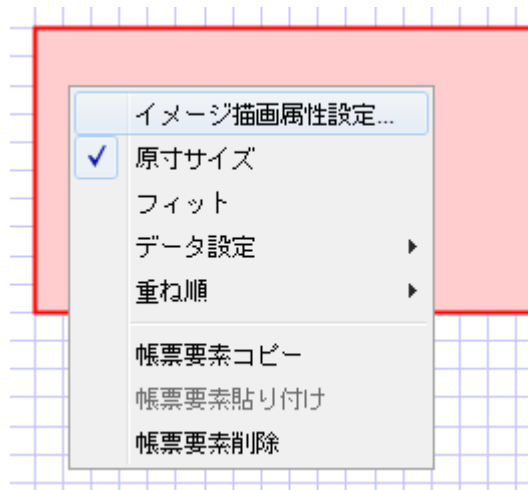 イメージ描画属性設定...
原寸サイズ
フィット
データ設定
重ね順
帳票要素コピー
帳票要素貼り付け
帳票要素削除